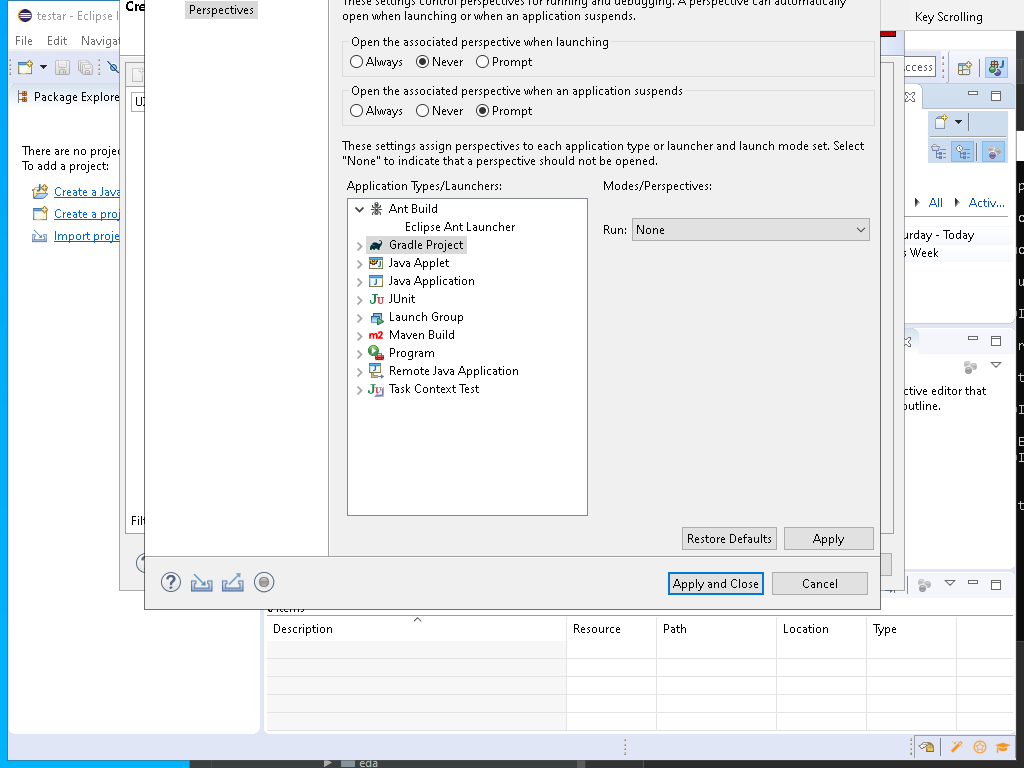 testar - Eclipse
Cre
Perspectives
These settings control perspectives for running and debugging. A perspective can automatically
open when launching or when an application suspends.
Key Scrolling
File Edit Navigat
Open the associated perspective when launching
Always Never Prompt
ccess
Package Explore
Open the associated perspective when an application suspends
Always Never Prompt
There are no projec
To add a project:
These settings assign perspectives to each application type or launcher and launch mode set. Select
"None" to indicate that a perspective should not be opened.
Create a Java
Create a proj
Import proje
Application Types/Launchers:
Modes/Perspectives:
Ant Build
Eclipse Ant Launcher
Gradle Project
Java Applet
Java Application
JUnit
Launch Group
Maven Build
Program
Remote Java Application
Task Context Test
Run: None
All Activ...
urday - Today
s Week
ctive editor that
outline.
Filt
Restore Defaults Apply
Apply and Close Cancel
Description Resource Path Location Type
eda